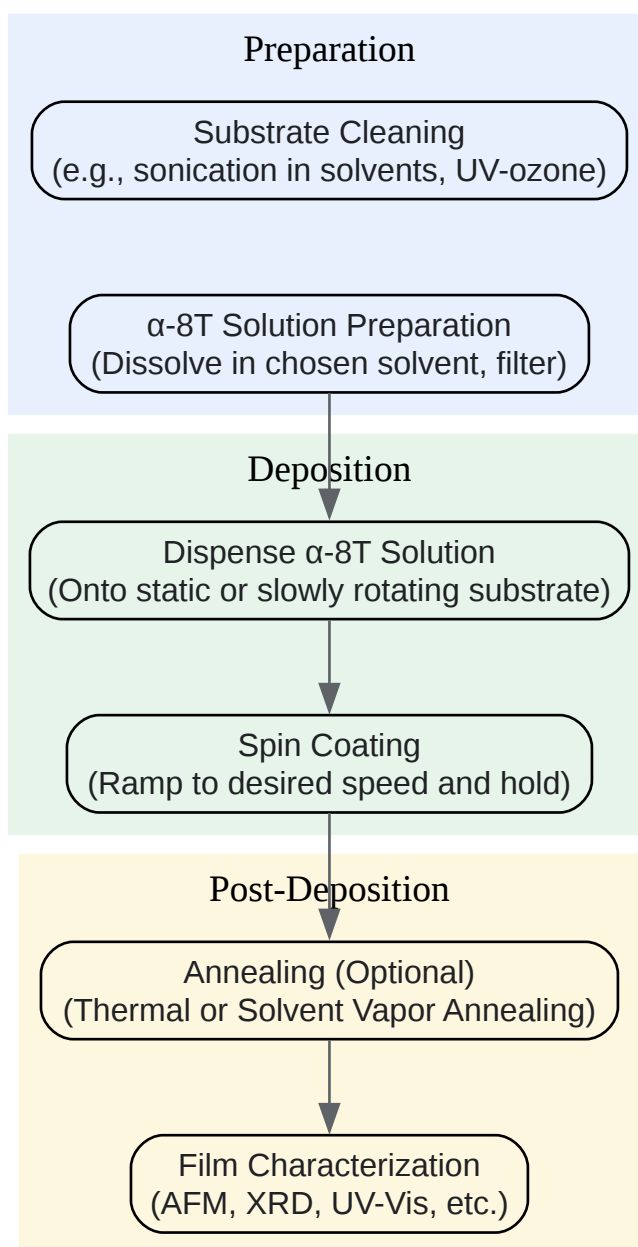 Preparation
Substrate Cleaning
(e.g., sonication in solvents, UV-ozone)
α-8T Solution Preparation
(Dissolve in chosen solvent, filter)
Deposition
Dispense α-8T Solution
(Onto static or slowly rotating substrate)
Spin Coating
(Ramp to desired speed and hold)
Post-Deposition
Annealing (Optional)
(Thermal or Solvent Vapor Annealing)
Film Characterization
(AFM, XRD, UV-Vis, etc.)